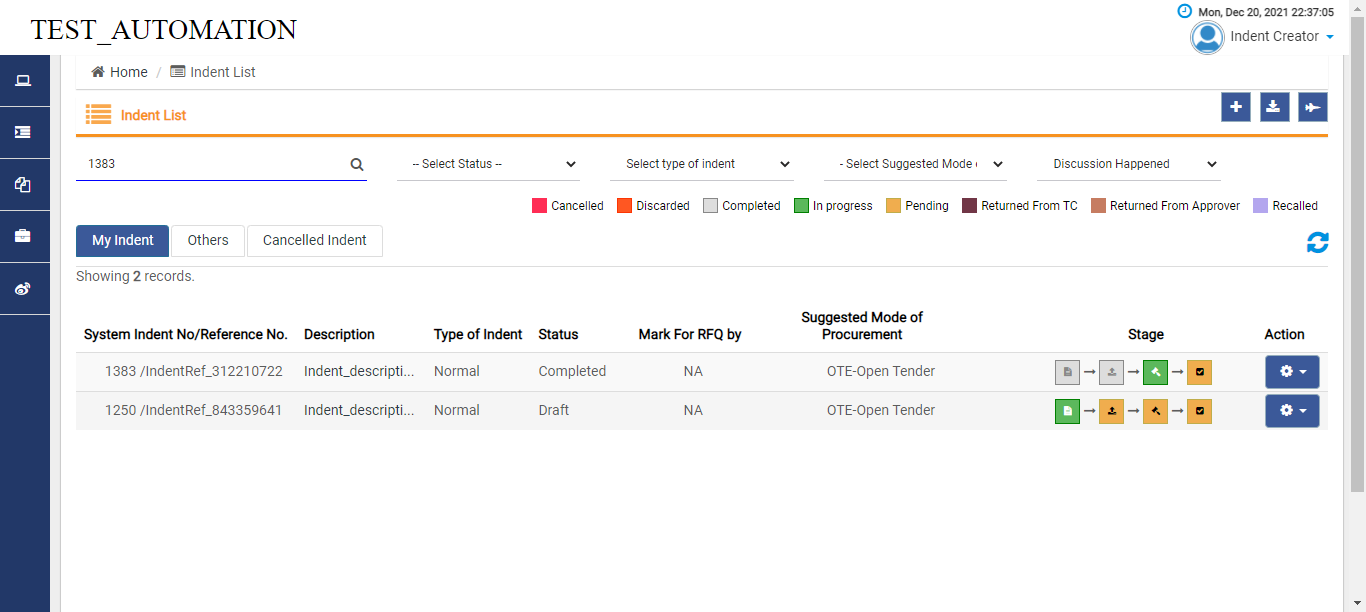 TEST_AUTOMATION
Mon, Dec 20, 2021 22:37:05
Indent Creator
Home / Indent List
Indent List
1383
-- Select Status --
Select type of indent
- Select Suggested Mode
Discussion Happened
Cancelled Discarded Completed In progress Pending Returned From TC Returned From Approver Recalled
My Indent Others Cancelled Indent
Showing 2 records.
System Indent No/Reference No. Description Type of Indent Status Mark For RFQ by Suggested Mode of Procurement Stage Action
1383 /IndentRef_312210722 Indent_descripti... Normal Completed NA OTE-Open Tender
1250 /IndentRef_843359641 Indent_descripti... Normal Draft NA OTE-Open Tender